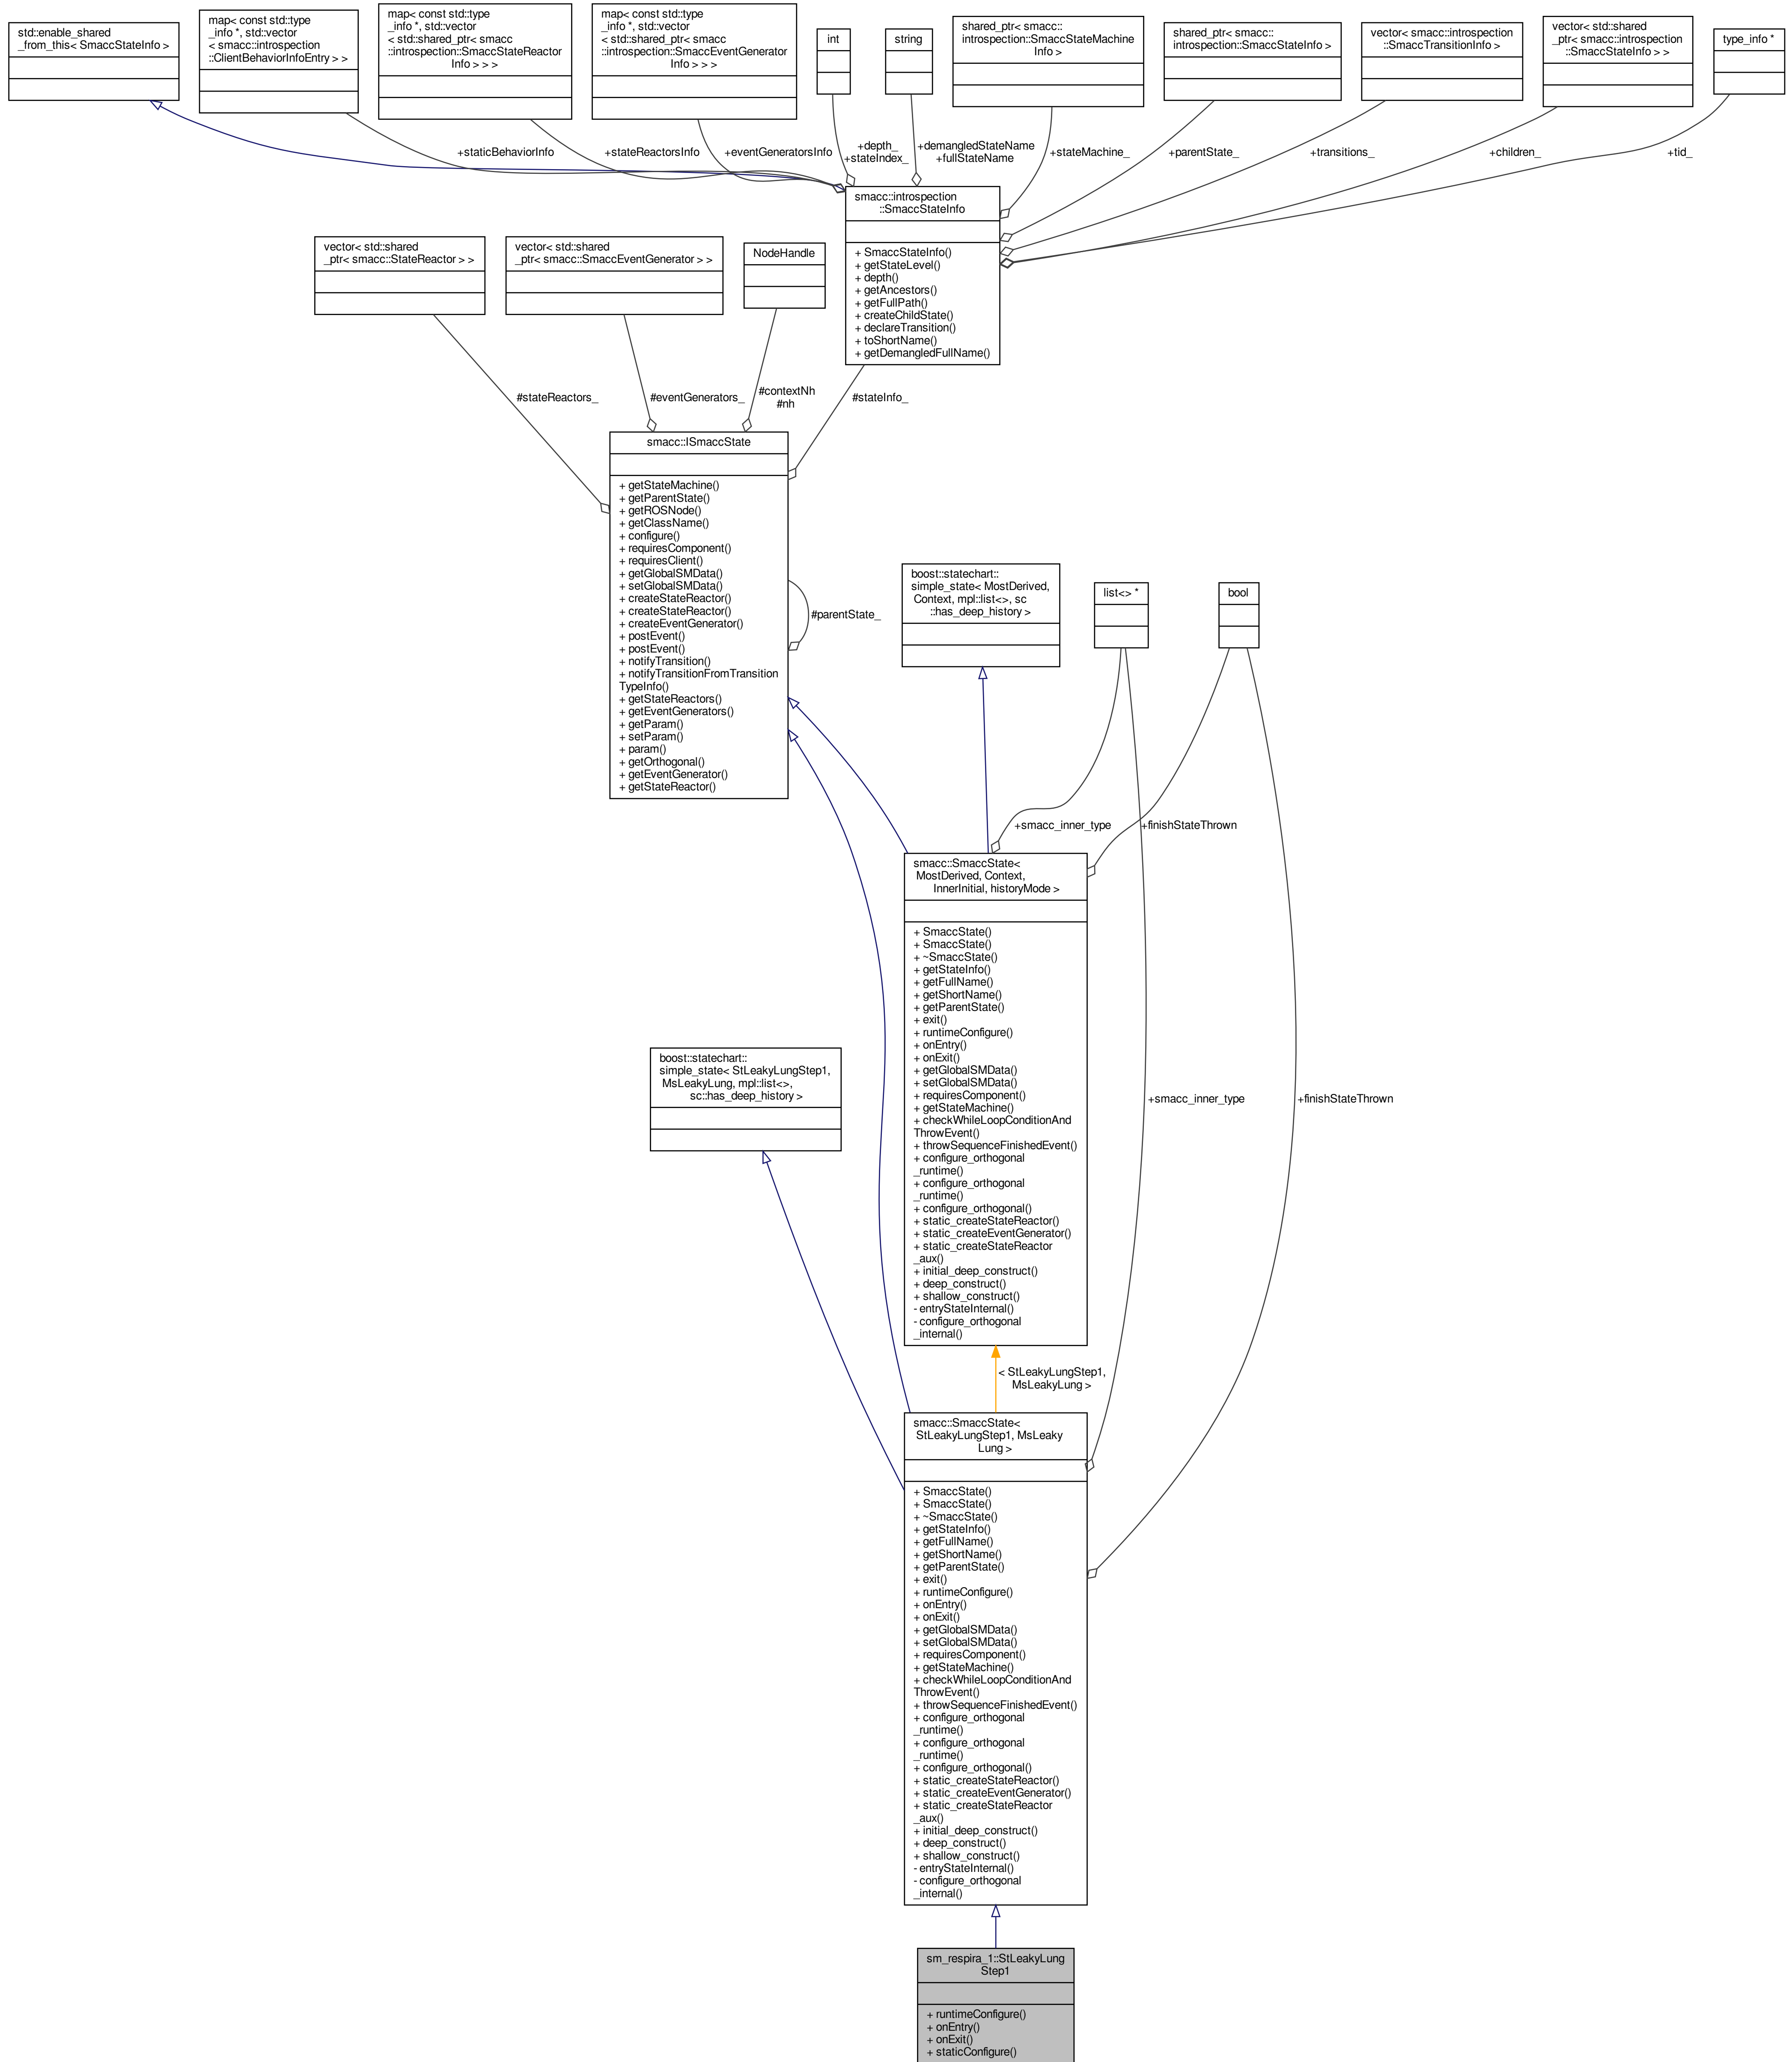 std::enable_shared
_from_this< SmaccStateInfo >
map< const std::type
_info *, std::vector
< smacc::introspection
::ClientBehaviorInfoEntry > >
map< const std::type
_info *, std::vector
< std::shared_ptr< smacc
::introspection::SmaccStateReactor
Info > > >
map< const std::type
_info *, std::vector
< std::shared_ptr< smacc
::introspection::SmaccEventGenerator
Info > > >
int
string
shared_ptr< smacc::
introspection::SmaccStateMachine
Info >
shared_ptr< smacc::
introspection::SmaccStateInfo >
vector< smacc::introspection
::SmaccTransitionInfo >
vector< std::shared
_ptr< smacc::introspection
::SmaccStateInfo > >
type_info *
+staticBehaviorInfo
+stateReactorsInfo
+eventGeneratorsInfo
+depth_
+stateIndex_
+demangledStateName
+fullStateName
+stateMachine_
+parentState_
+transitions_
+children_
+tid_
smacc::introspection
::SmaccStateInfo
+ SmaccStateInfo()
+ getStateLevel()
+ depth()
+ getAncestors()
+ getFullPath()
+ createChildState()
+ declareTransition()
+ toShortName()
+ getDemangledFullName()
vector< std::shared
_ptr< smacc::StateReactor > >
vector< std::shared
_ptr< smacc::SmaccEventGenerator > >
NodeHandle
#stateReactors_
#eventGenerators_
#contextNh
#nh
#stateInfo_
smacc::ISmaccState
+ getStateMachine()
+ getParentState()
+ getROSNode()
+ getClassName()
+ configure()
+ requiresComponent()
+ requiresClient()
+ getGlobalSMData()
+ setGlobalSMData()
+ createStateReactor()
+ createStateReactor()
+ createEventGenerator()
+ postEvent()
+ postEvent()
+ notifyTransition()
+ notifyTransitionFromTransition
TypeInfo()
+ getStateReactors()
+ getEventGenerators()
+ getParam()
+ setParam()
+ param()
+ getOrthogonal()
+ getEventGenerator()
+ getStateReactor()
#parentState_
boost::statechart::
simple_state< MostDerived,
Context, mpl::list<>, sc
::has_deep_history >
list<> *
bool
+smacc_inner_type
+finishStateThrown
smacc::SmaccState<
MostDerived, Context,
InnerInitial, historyMode >
+ SmaccState()
+ SmaccState()
+ ~SmaccState()
+ getStateInfo()
+ getFullName()
+ getShortName()
+ getParentState()
+ exit()
+ runtimeConfigure()
+ onEntry()
+ onExit()
+ getGlobalSMData()
+ setGlobalSMData()
+ requiresComponent()
+ getStateMachine()
+ checkWhileLoopConditionAnd
ThrowEvent()
+ throwSequenceFinishedEvent()
+ configure_orthogonal
_runtime()
+ configure_orthogonal
_runtime()
+ configure_orthogonal()
+ static_createStateReactor()
+ static_createEventGenerator()
+ static_createStateReactor
_aux()
+ initial_deep_construct()
+ deep_construct()
+ shallow_construct()
- entryStateInternal()
- configure_orthogonal
_internal()
boost::statechart::
simple_state< StLeakyLungStep1,
MsLeakyLung, mpl::list<>,
sc::has_deep_history >
+smacc_inner_type
+finishStateThrown
< StLeakyLungStep1,
MsLeakyLung >
smacc::SmaccState<
StLeakyLungStep1, MsLeaky
Lung >
+ SmaccState()
+ SmaccState()
+ ~SmaccState()
+ getStateInfo()
+ getFullName()
+ getShortName()
+ getParentState()
+ exit()
+ runtimeConfigure()
+ onEntry()
+ onExit()
+ getGlobalSMData()
+ setGlobalSMData()
+ requiresComponent()
+ getStateMachine()
+ checkWhileLoopConditionAnd
ThrowEvent()
+ throwSequenceFinishedEvent()
+ configure_orthogonal
_runtime()
+ configure_orthogonal
_runtime()
+ configure_orthogonal()
+ static_createStateReactor()
+ static_createEventGenerator()
+ static_createStateReactor
_aux()
+ initial_deep_construct()
+ deep_construct()
+ shallow_construct()
- entryStateInternal()
- configure_orthogonal
_internal()
sm_respira_1::StLeakyLung
Step1
+ runtimeConfigure()
+ onEntry()
+ onExit()
+ staticConfigure()